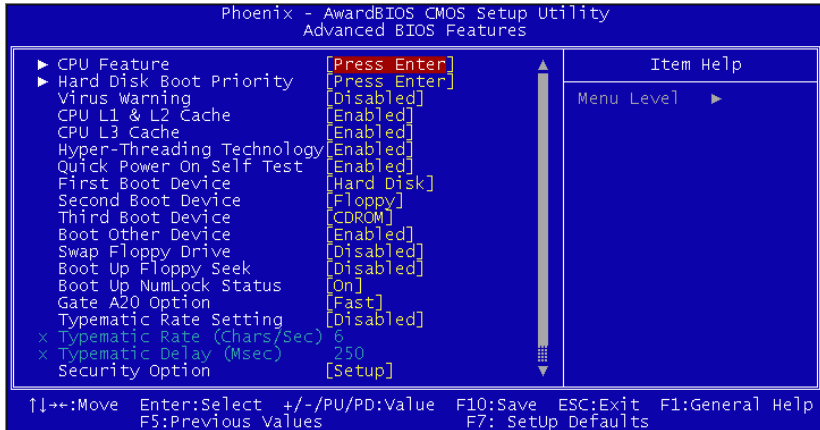 Phoenix - AwardBIOS CMOS Setup Utility
Advanced BIOS Features
► CPU Feature [Press Enter]
► Hard Disk Boot Priority [Press Enter]
Virus Warning [Disabled]
CPU L1 & L2 Cache [Enabled]
CPU L3 Cache [Enabled]
Hyper-Threading Technology[Enabled]
Quick Power On Self Test [Enabled]
First Boot Device [Hard Disk]
Second Boot Device [Floppy]
Third Boot Device [CDROM]
Boot Other Device [Enabled]
Swap Floppy Drive [Disabled]
Boot Up Floppy Seek [Disabled]
Boot Up NumLock Status [On]
Gate A20 Option [Fast]
Typematic Rate Setting [Disabled]
x Typematic Rate (Chars/Sec) 6
x Typematic Delay (Msec) 250
Security Option [Setup]
Item Help
Menu Level ►
↑↓→←:Move Enter:Select +/-/PU/PD:Value F10:Save ESC:Exit F1:General Help
F5:Previous Values F7: SetUp Defaults